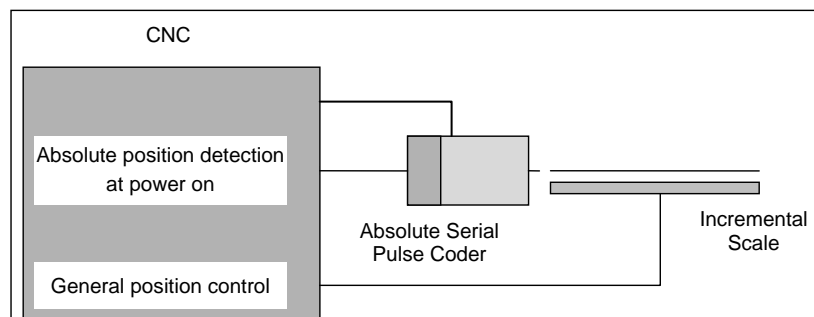 CNC
Absolute position detection
at power on
Absolute Serial
Pulse Coder
Incremental
Scale
General position control